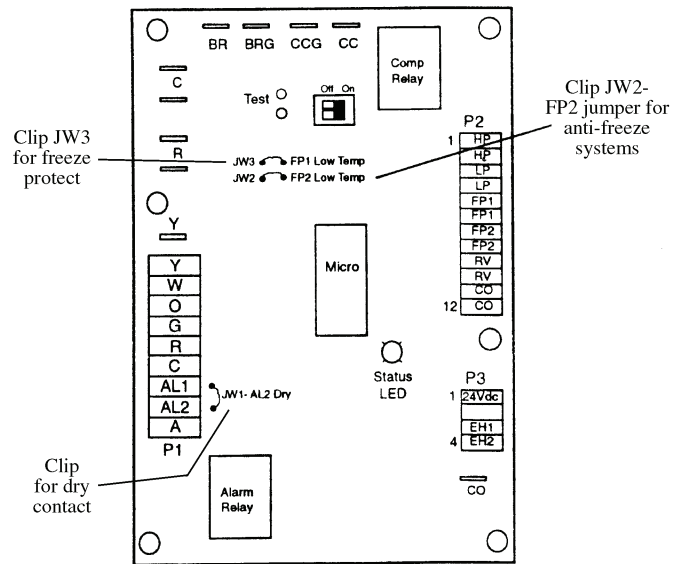 BR BRG CCG CC
C
Comp
Relay
Test
Off On
R
Clip JW3
for freeze
protect
JW3 FP1 Low Temp
JW2 FP2 Low Temp
Clip JW2-
FP2 jumper for
anti-freeze
systems
P2
1 HP
HP
LP
LP
FP1
FP1
FP2
FP2
RV
RV
CO
12 CO
Y
Y
W
O
G
R
C
AL1
AL2
A
P1
JW1- AL2 Dry
Micro
Status
LED
P3
1 24Vdc
EH1
4 EH2
CO
Clip
for dry
contact
Alarm
Relay